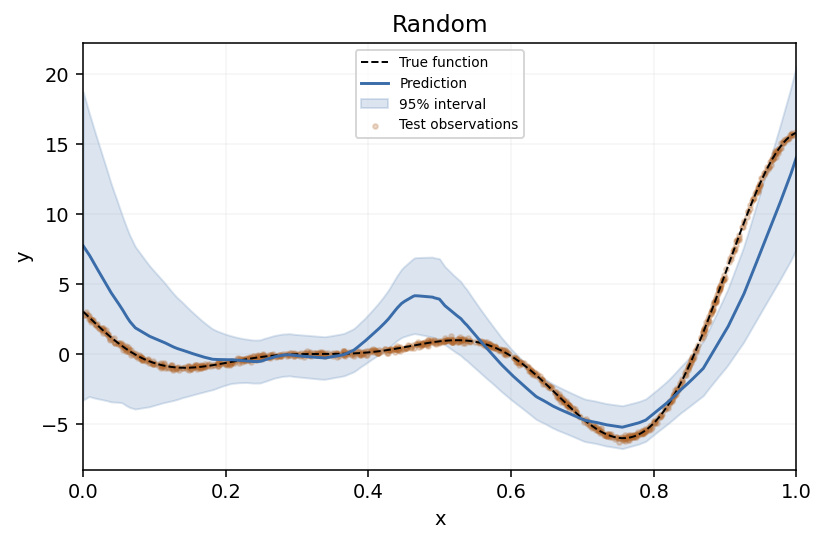 Random
True function
Prediction
95% interval
Test observations
20
15
10
5
0
−5
y
0.0 0.2 0.4 0.6 0.8 1.0
x